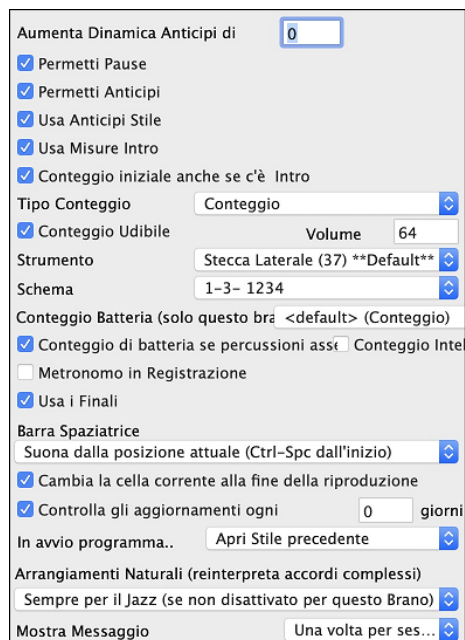 Aumenta Dinamica Anticipi di 0
Permetti Pause
Permetti Anticipi
Usa Anticipi Stile
Usa Misure Intro
Conteggio iniziale anche se c'è Intro
Tipo Conteggio Conteggio
Conteggio Udibile Volume 64
Strumento Stecca Laterale (37) **Default**
Schema 1-3- 1234
Conteggio Batteria (solo questo bra <default> (Conteggio)
Conteggio di batteria se percussioni asse Conteggio Intel
Metronomo in Registrazione
Usa i Finali
Barra Spaziatrice
Suona dalla posizione attuale (Ctrl-Spc dall'inizio)
Cambia la cella corrente alla fine della riproduzione
Controlla gli aggiornamenti ogni 0 giorni
In avvio programma.. Apri Stile precedente
Arrangiamenti Naturali (reinterpreta accordi complessi)
Sempre per il Jazz (se non disattivato per questo Brano)
Mostra Messaggio Una volta per ses...